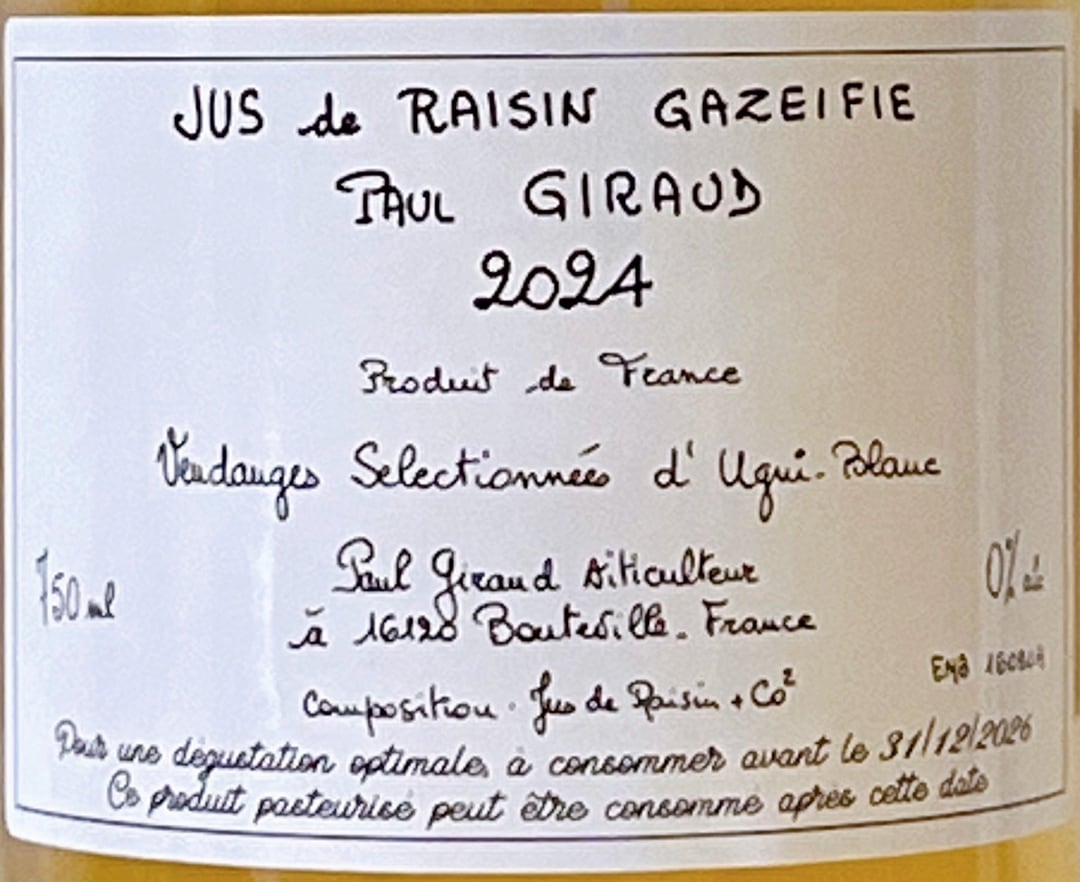 JUS de RAISIN GAZEIFIE
PAUL GIRAUD
2024
Produit de France
Vendanges Selectionnées d' Ugni-Blanc
750 ml
Paul Giraud Viticulteur
0% alc
à 16120 Bouteville. France
EMB
Composition. Jus de Raisin + CO²
Pour une dégustation optimale, à consommer avant le 31/12/2026
Ce produit pasteurisé peut être consommé après cette date